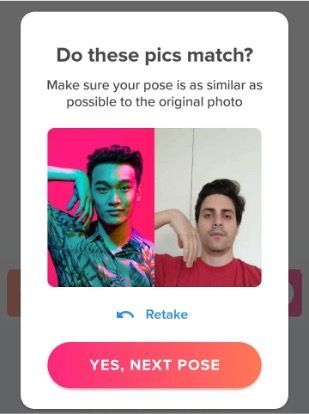 Do these pics match?
Make sure your pose is as similar as
possible to the original photo
Retake
YES, NEXT POSE